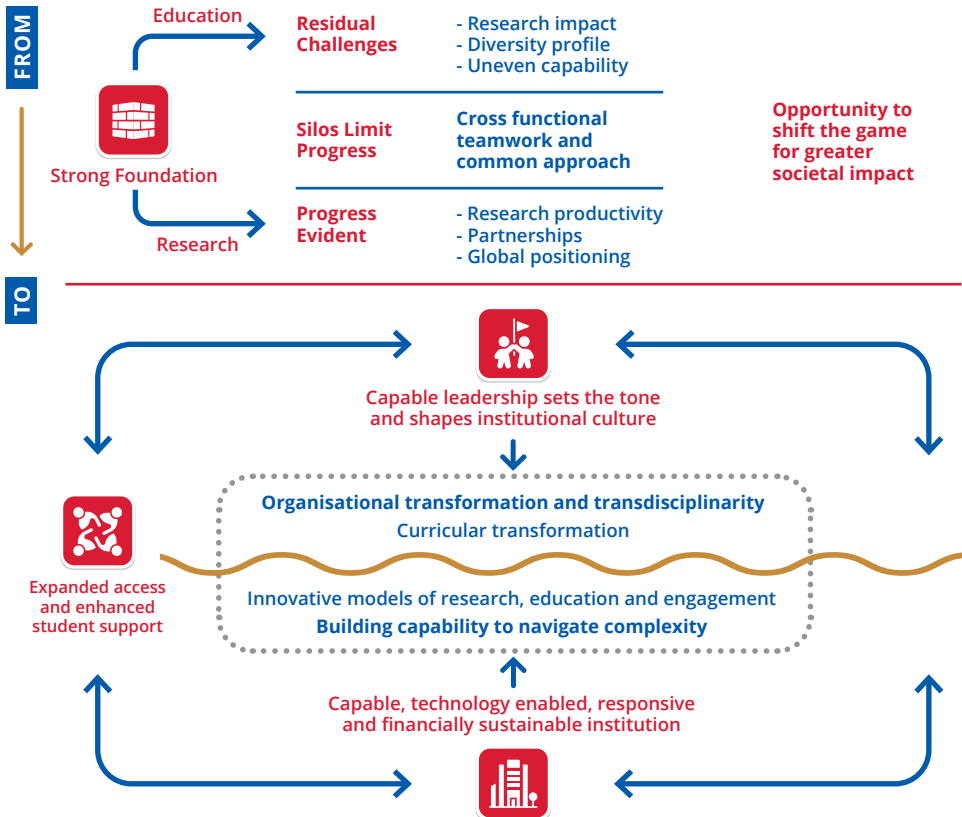 FROM
Education
Strong Foundation
Research
Residual
Challenges
- Research impact
- Diversity profile
- Uneven capability
Silos Limit
Progress
Cross functional
teamwork and
common approach
Progress
Evident
- Research productivity
- Partnerships
- Global positioning
Opportunity to
shift the game
for greater
societal impact
TO
Capable leadership sets the tone
and shapes institutional culture
Organisational transformation and transdisciplinarity
Curricular transformation
Expanded access
and enhanced
student support
Innovative models of research, education and engagement
Building capability to navigate complexity
Capable, technology enabled, responsive
and financially sustainable institution